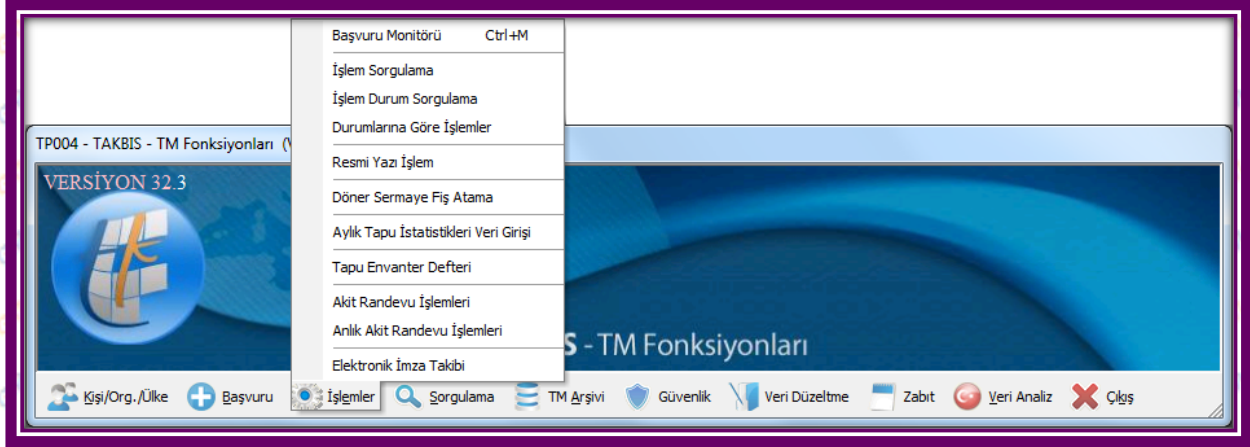 Başvuru Monitörü Ctrl+M
İşlem Sorgulama
İşlem Durum Sorgulama
Durumlarına Göre İşlemler
Resmi Yazı İşlem
Döner Sermaye Fiş Atama
Aylık Tapu İstatistikleri Veri Girişi
Tapu Envanter Defteri
Akit Randevu İşlemleri
Anlık Akit Randevu İşlemleri
Elektronik İmza Takibi
TP004 - TAKBIS - TM Fonksiyonları (
VERSİYON 32.3
S - TM Fonksiyonları
Kişi/Org./Ülke Başvuru İşlemler Sorgulama TM Arşivi Güvenlik Veri Düzeltme Zabıt Veri Analiz Çıkış